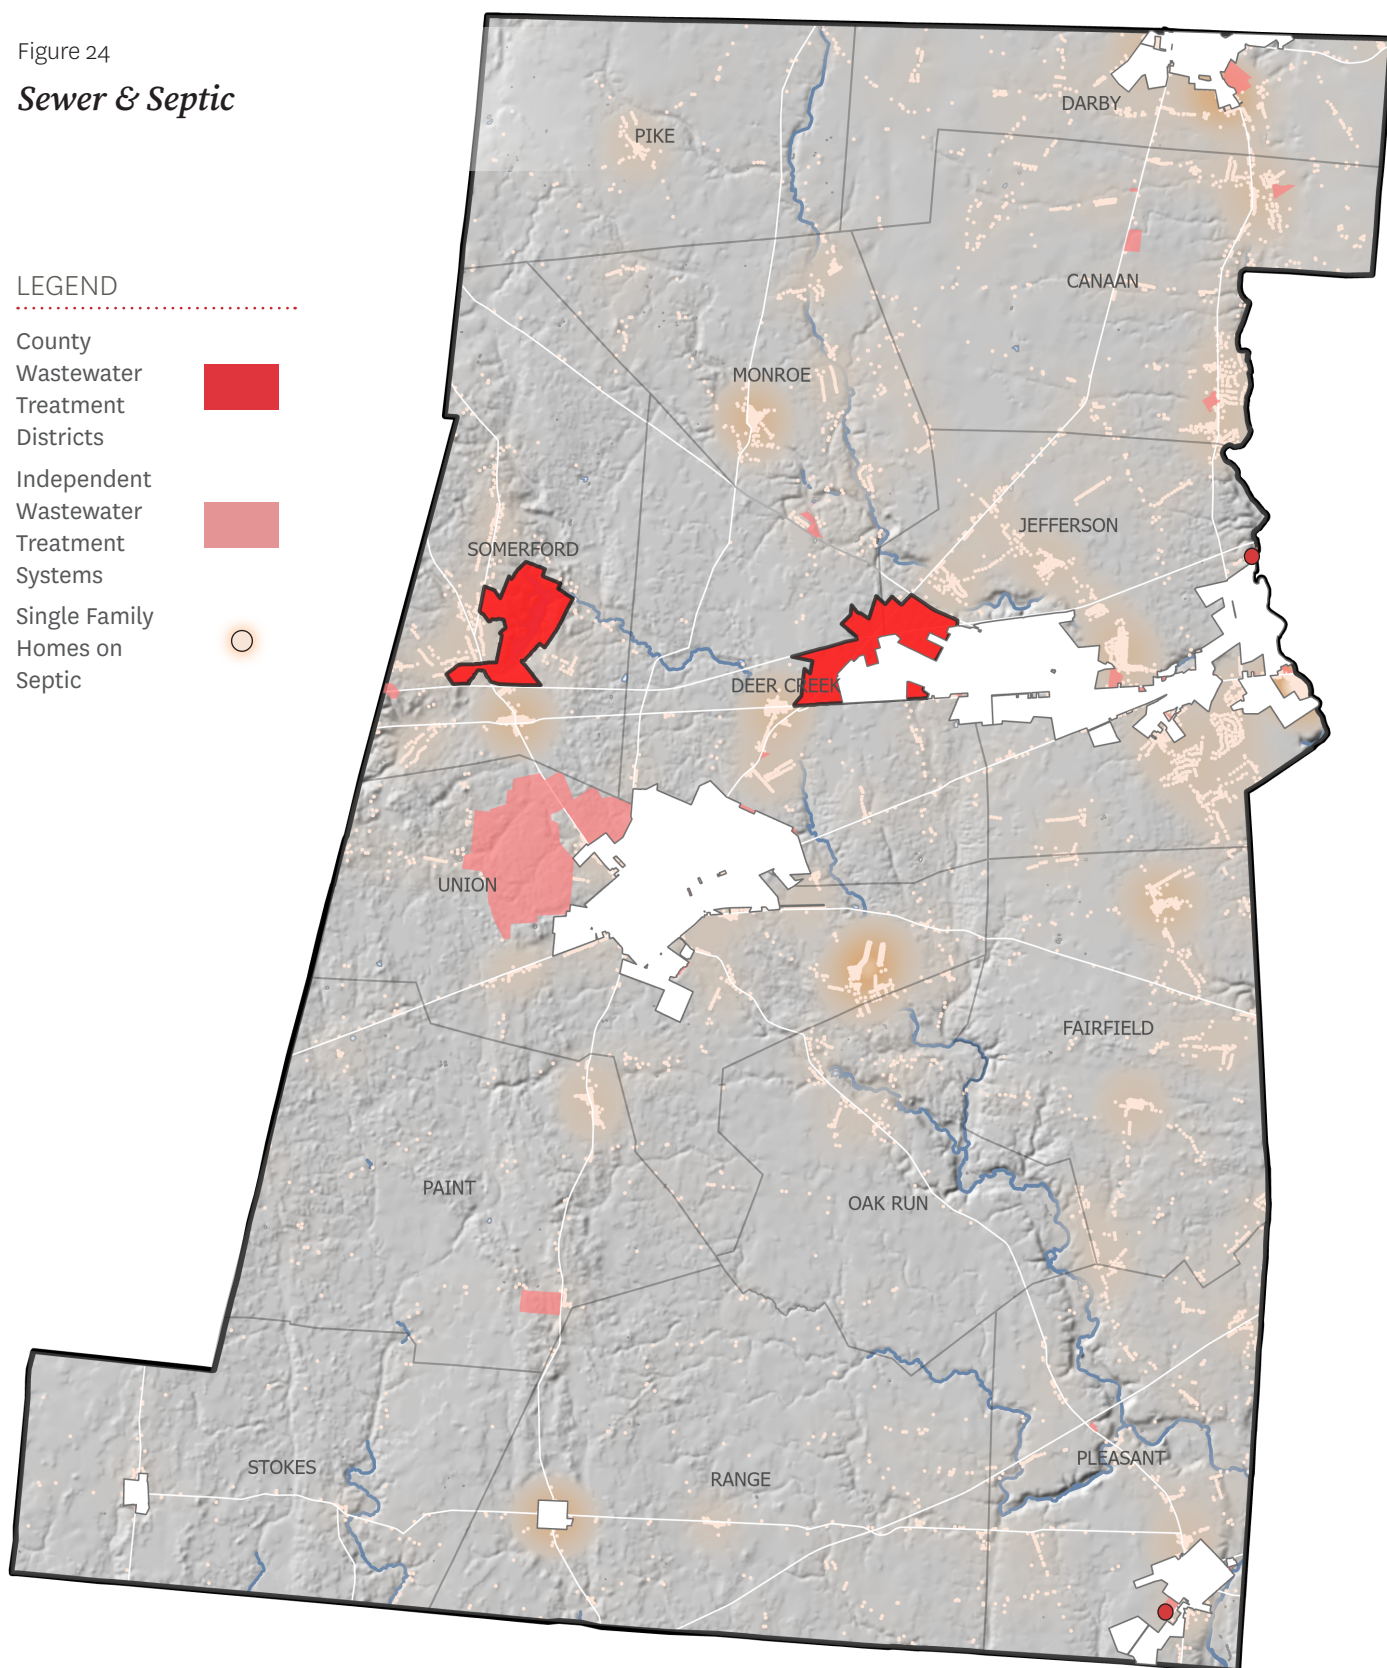 Figure 24
Sewer & Septic
LEGEND
County
Wastewater
Treatment
Districts
Independent
Wastewater
Treatment
Systems
Single Family
Homes on
Septic
DARBY
PIKE
CANAAN
MONROE
JEFFERSON
SOMERFORD
DEER CREEK
UNION
FAIRFIELD
PAINT
OAK RUN
PLEASANT
STOKES
RANGE